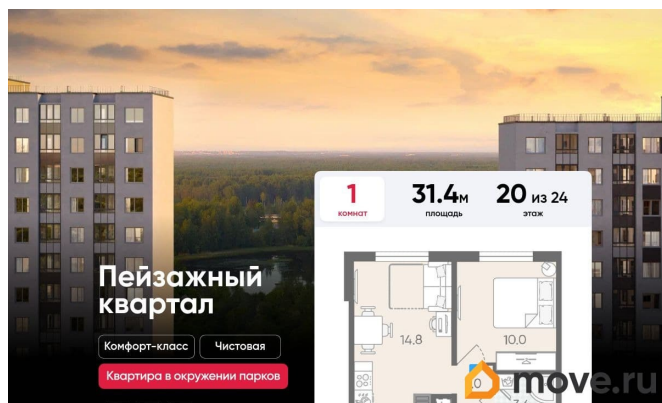 1
комнат
31.4м
площадь
20 из 24
этаж
Пейзажный
квартал
14,8
10,0
Комфорт-класс
Чистовая
Квартира в окружении парков
move.ru